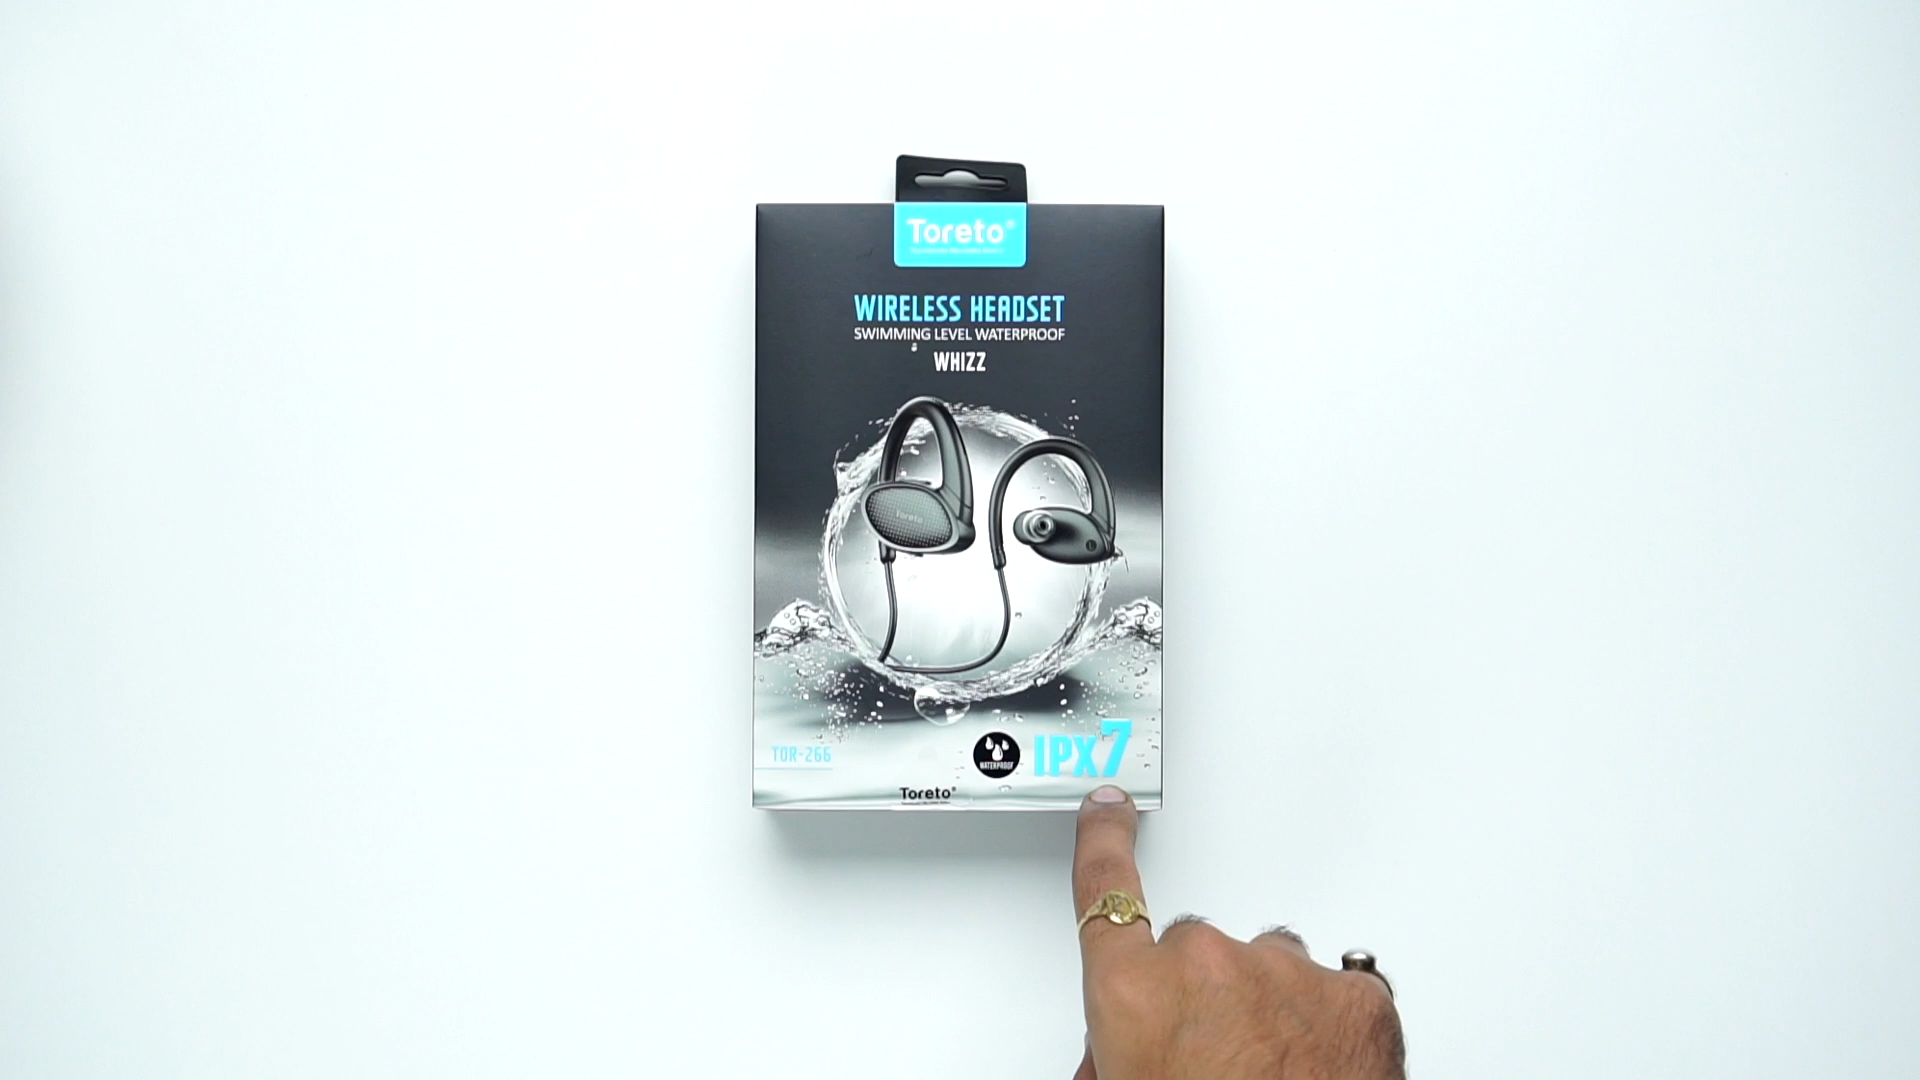 Toreto®
WIRELESS HEADSET
SWIMMING LEVEL WATERPROOF
WHIZZ
Toreto
L
TOR-266
WATERPROOF
IPX7
Toreto®